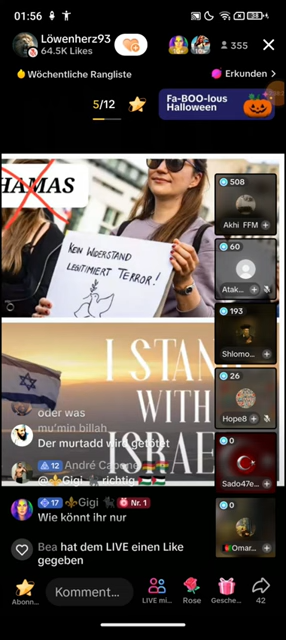 01:56
Löwenherz93
64.5K Likes
355
Wöchentliche Rangliste
Erkunden >
5/12
Fa-BOO-lous
Halloween
HAMAS
KEIN WIDERSTAND
LEGITIMIERT TERROR!
508
Akhi FFM
60
Atak...
193
Shlomo...
26
Hope8
0
Sado47e...
0
Omar...
I STAN
WITH
ISRAE
oder was
mu'min billah
Der murtadd wird getötet
12 André Capone
@Gigi richtig
17 Gigi Nr. 1
Wie könnt ihr nur
Bea hat dem LIVE einen Like
gegeben
Abonn...
Komment...
LIVE mi...
Rose
Gesche...
42